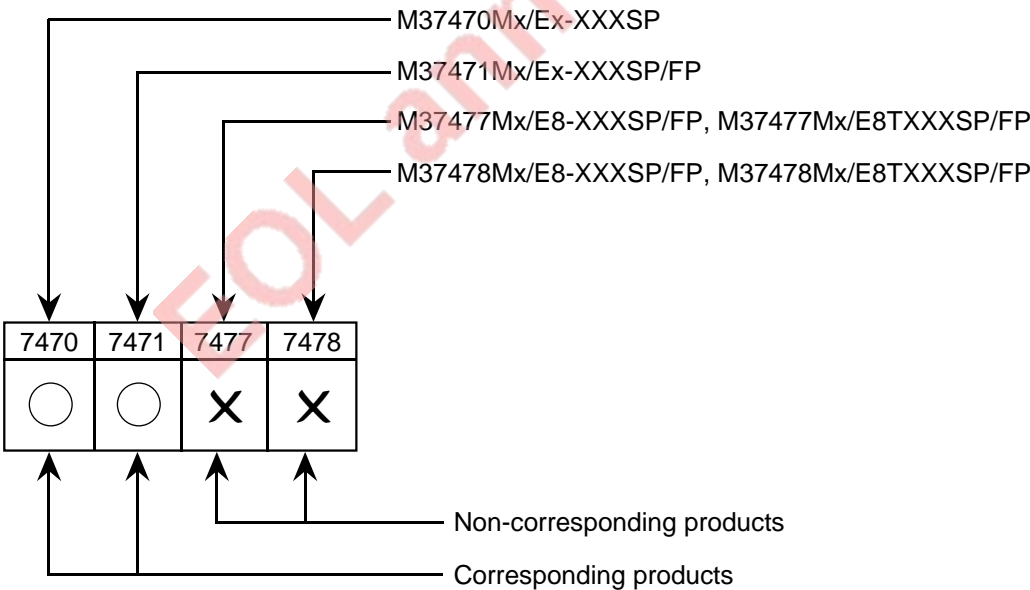 M37470Mx/Ex-XXXSP
M37471Mx/Ex-XXXSP/FP
M37477Mx/E8-XXXSP/FP, M37477Mx/E8TXXXSP/FP
M37478Mx/E8-XXXSP/FP, M37478Mx/E8TXXXSP/FP
EOL ann
7470 7471 7477 7478
○ ○ X X
Non-corresponding products
Corresponding products